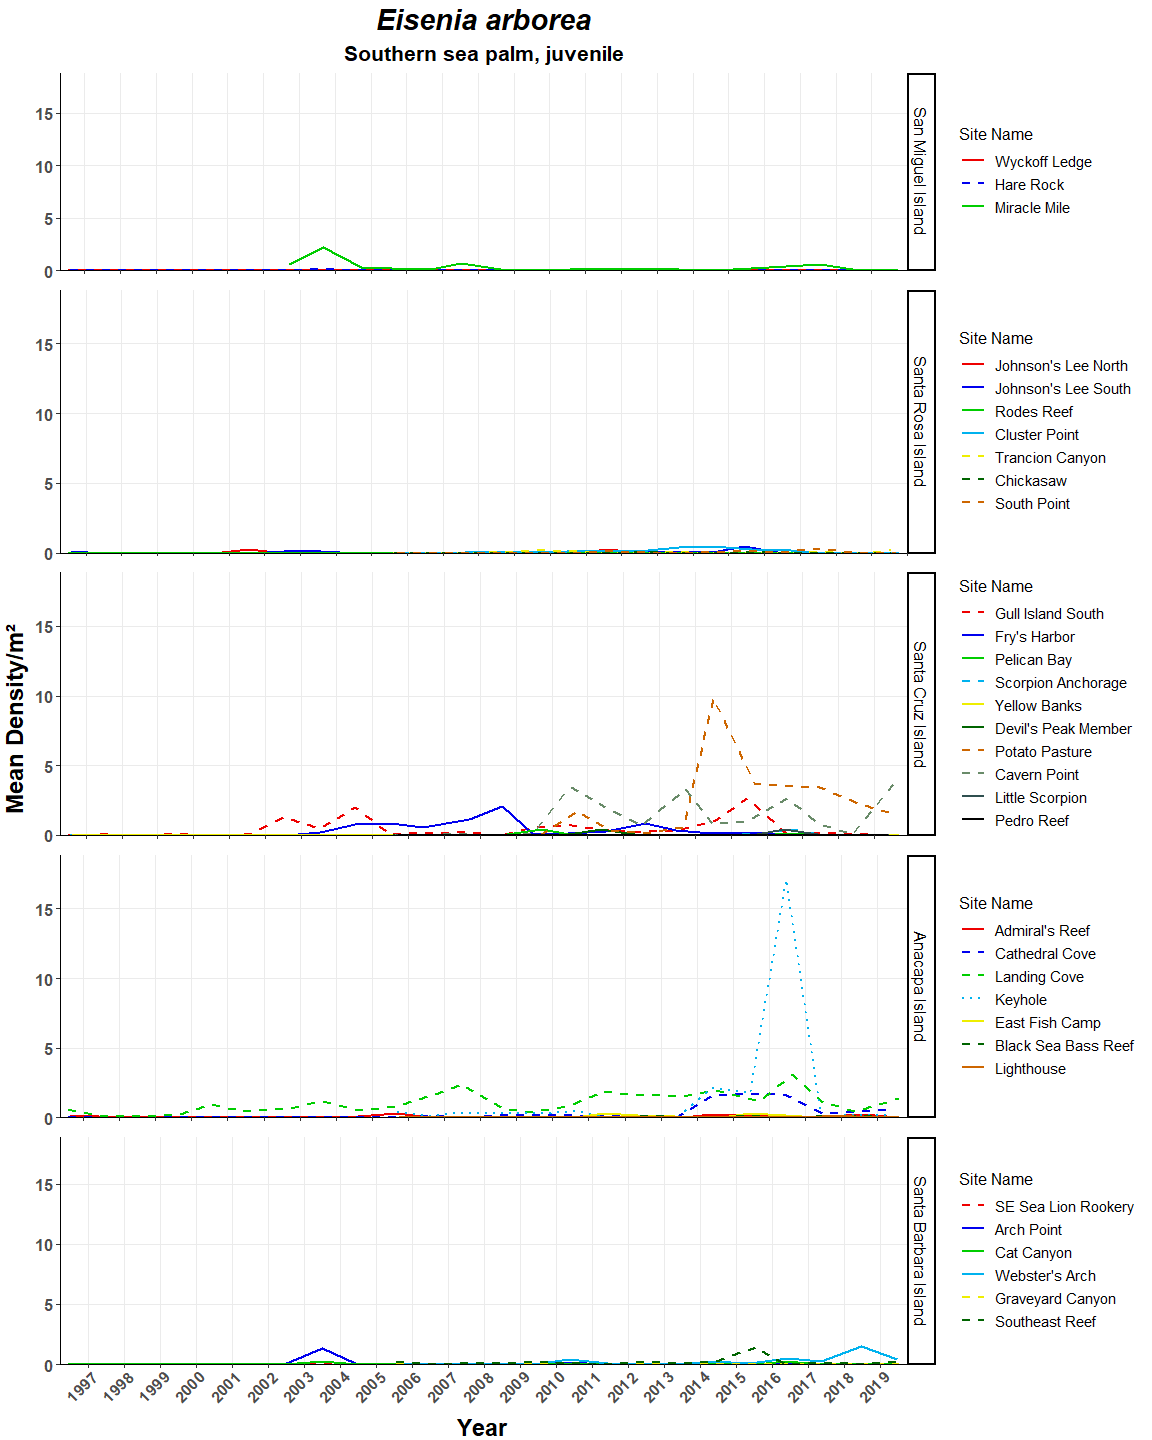 Eisenia arborea
Southern sea palm, juvenile
Mean Density/m²
15
10
5
0
San Miguel Island
Site Name
Wyckoff Ledge
Hare Rock
Miracle Mile
15
10
5
0
Santa Rosa Island
Site Name
Johnson's Lee North
Johnson's Lee South
Rodes Reef
Cluster Point
Trancion Canyon
Chickasaw
South Point
15
10
5
0
Santa Cruz Island
Site Name
Gull Island South
Fry's Harbor
Pelican Bay
Scorpion Anchorage
Yellow Banks
Devil's Peak Member
Potato Pasture
Cavern Point
Little Scorpion
Pedro Reef
15
10
5
0
Anacapa Island
Site Name
Admiral's Reef
Cathedral Cove
Landing Cove
Keyhole
East Fish Camp
Black Sea Bass Reef
Lighthouse
15
10
5
0
Santa Barbara Island
Site Name
SE Sea Lion Rookery
Arch Point
Cat Canyon
Webster's Arch
Graveyard Canyon
Southeast Reef
1997 1998 1999 2000 2001 2002 2003 2004 2005 2006 2007 2008 2009 2010 2011 2012 2013 2014 2015 2016 2017 2018 2019
Year